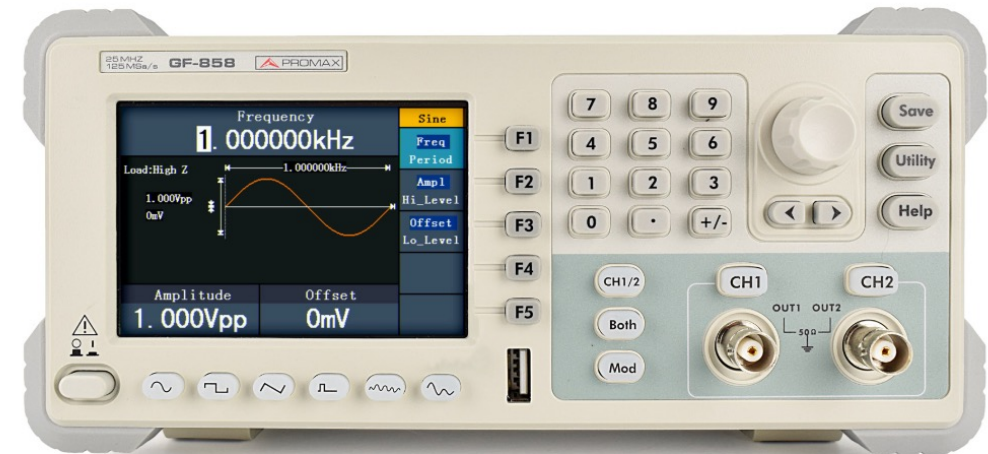 25MHZ
125MSa/s GF-858 PROMAX
Frequency
1.000000kHz
Load:High Z
1.000000kHz
1.000Vpp
0mV
Amplitude
1.000Vpp
Offset
0mV
Sine
Freq
Period
Ampl
Hi_Level
Offset
Lo_Level
F1
F2
F3
F4
F5
7 8 9
4 5 6
1 2 3
0 . +/-
Save
Utility
Help
CH1/2
Both
Mod
CH1
CH2
OUT1 OUT2
50Ω